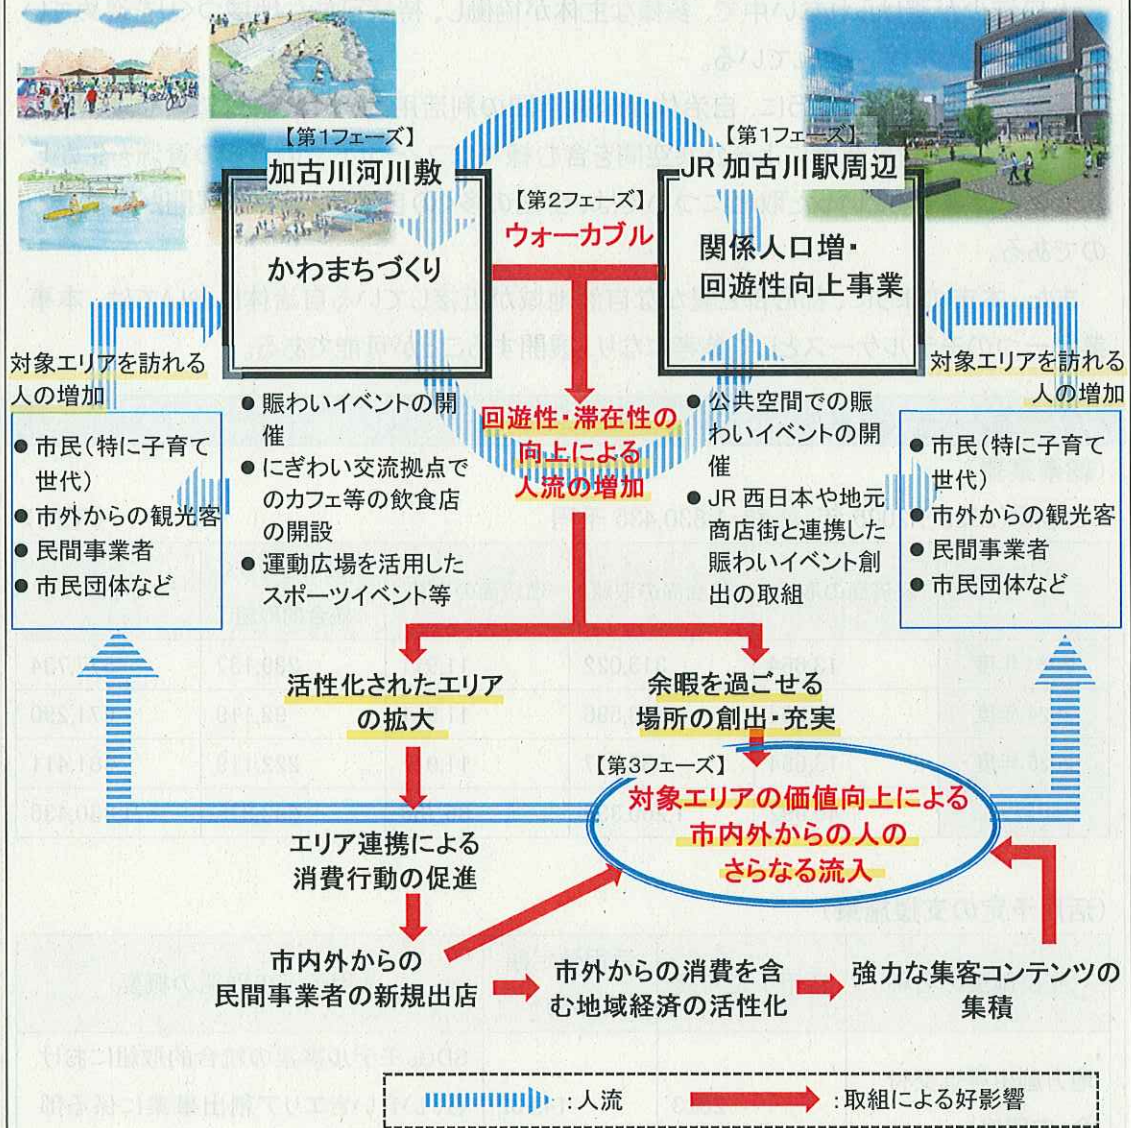 【第1フェーズ】
加古川河川敷
かわまちづくり
【第2フェーズ】
ウォーカブル
【第1フェーズ】
JR 加古川駅周辺
関係人口増・
回遊性向上事業
対象エリアを訪れる
人の増加
● 市民（特に子育て
世代）
● 市外からの観光客
● 民間事業者
● 市民団体など
● 賑わいイベントの開
催
● にぎわい交流拠点で
のカフェ等の飲食店
の開設
● 運動広場を活用した
スポーツイベント等
回遊性・滞在性の
向上による
人流の増加
● 公共空間での賑
わいイベントの開
催
● JR 西日本や地元
商店街と連携した
賑わいイベント創
出の取組
対象エリアを訪れる
人の増加
● 市民（特に子育て
世代）
● 市外からの観光客
● 民間事業者
● 市民団体など
活性化されたエリア
の拡大
余暇を過ごせる
場所の創出・充実
【第3フェーズ】
対象エリアの価値向上による
市内外からの人の
さらなる流入
エリア連携による
消費行動の促進
市内外からの
民間事業者の新規出店
市外からの消費を含
む地域経済の活性化
強力な集客コンテンツの
集積
：人流
：取組による好影響